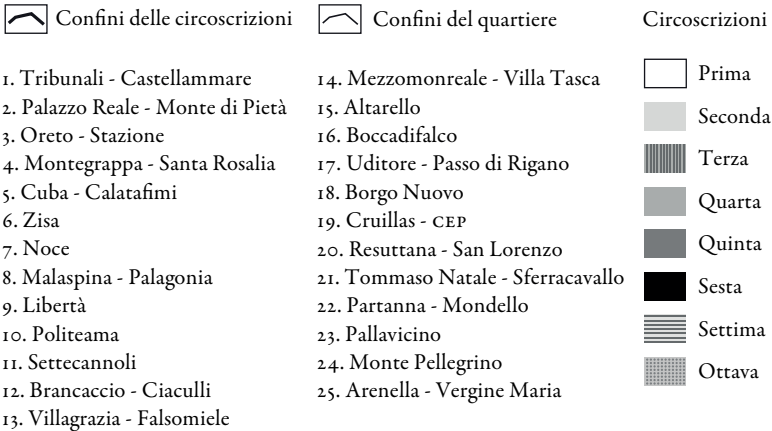 Confini delle circoscrizioni
Confini del quartiere
Circoscrizioni
1. Tribunali - Castellammare
2. Palazzo Reale - Monte di Pietà
3. Oreto - Stazione
4. Montegrappa - Santa Rosalia
5. Cuba - Calatafimi
6. Zisa
7. Noce
8. Malaspina - Palagonia
9. Libertà
10. Politeama
11. Settecannoli
12. Brancaccio - Ciaculli
13. Villagrazia - Falsomiele
14. Mezzomonreale - Villa Tasca
15. Altarello
16. Boccadifalco
17. Uditore - Passo di Rigano
18. Borgo Nuovo
19. Cruillas - CEP
20. Resuttana - San Lorenzo
21. Tommaso Natale - Sferracavallo
22. Partanna - Mondello
23. Pallavicino
24. Monte Pellegrino
25. Arenella - Vergine Maria
Prima
Seconda
Terza
Quarta
Quinta
Sesta
Settima
Ottava